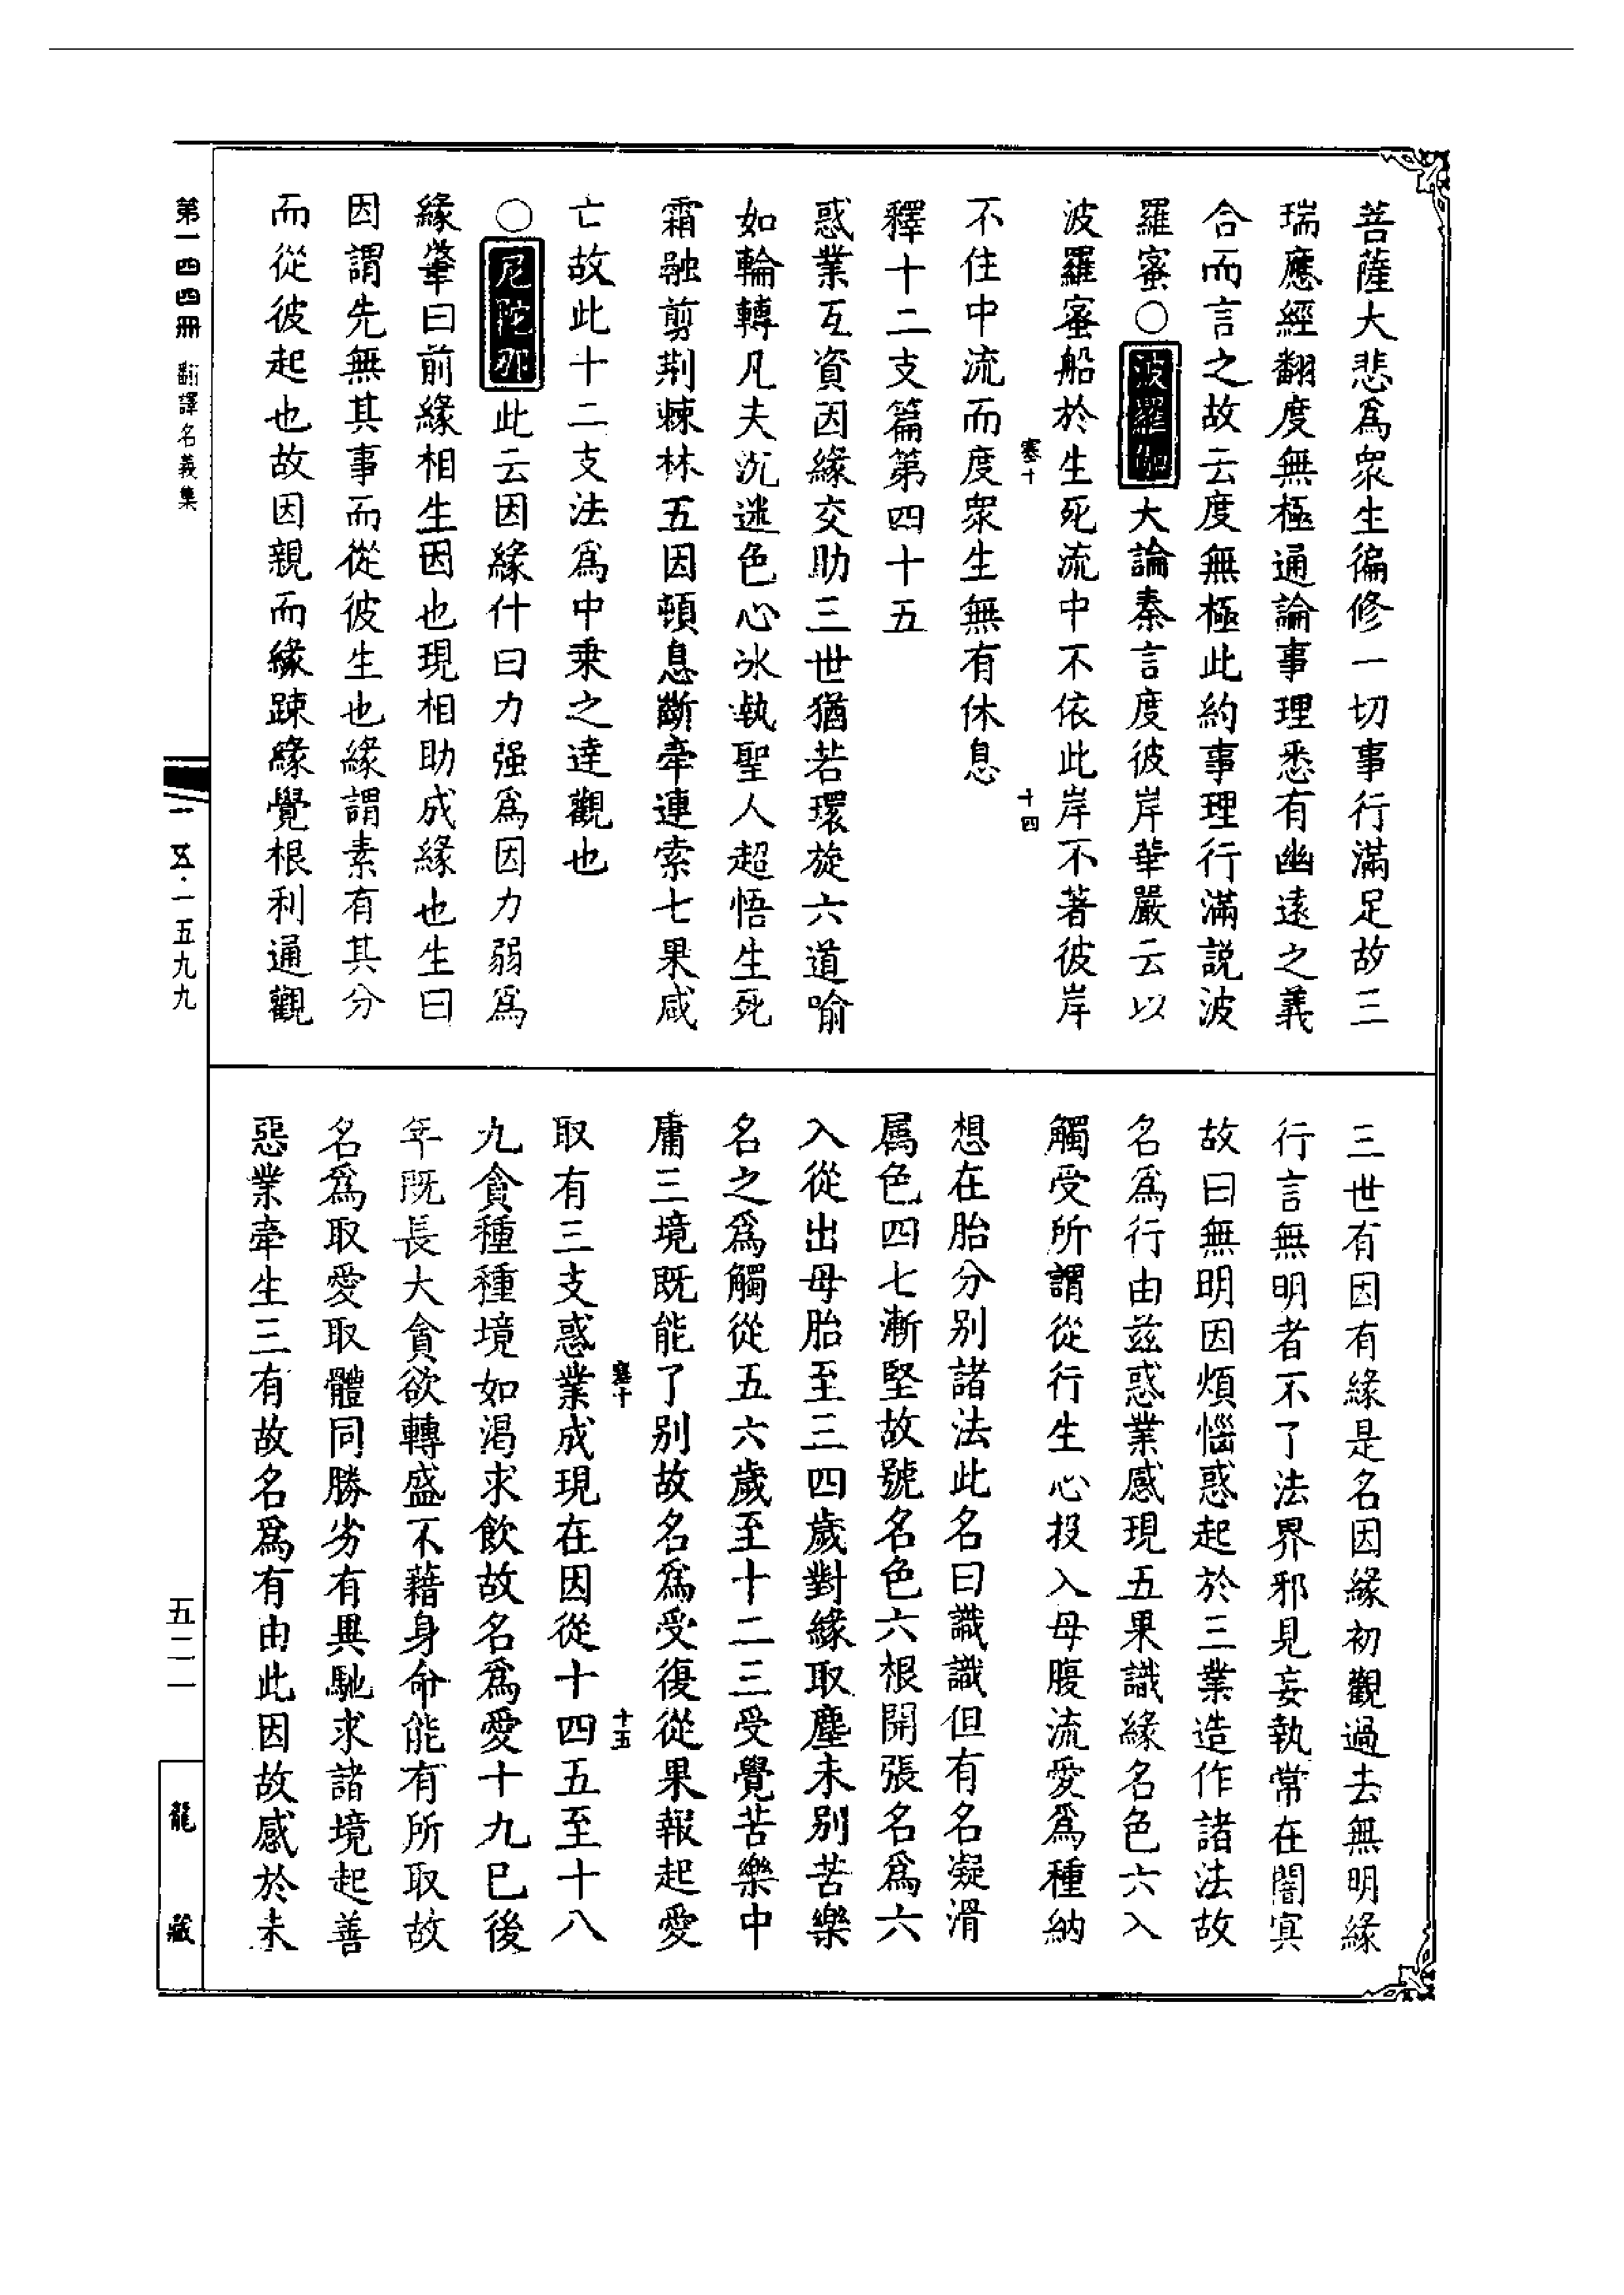 菩薩大悲爲衆生徧修一切事行滿足故三
瑞應經翻度無極通論事理悉有幽遠之義
合而言之故云度無極此約事理行滿説波
羅蜜〇波羅伽大論秦言度彼岸華嚴云以
波羅蜜船於生死流中不依此岸不著彼岸
塞十
十四
不住中流而度衆生無有休息
釋十二支篇第四十五
惑業互資因緣交助三世猶若環旋六道喻
如輪轉凡夫沉迷色心氷執聖人超悟生死
霜融剪荆棘林五因頓息斷牽連索七果咸
亡故此十二支法爲中乗之達觀也
〇尼陀那此云因緣什曰力强爲因力弱爲
緣肇曰前緣相生因也現相助成緣也生曰
因謂先無其事而從彼生也緣謂素有其分
而從彼起也故因親而緣踈緣覺根利通觀
三世有因有緣是名因緣初觀過去無明緣
行言無明者不了法界邪見妄執常在闇㝠
故曰無明因煩惱惑起於三業造作諸法故
名爲行由兹惑業感現五果識緣名色六入
觸受所謂從行生心投入母腹流愛爲種納
想在胎分别諸法此名曰識識但有名凝滑
属色四七漸堅故號名色六根開張名爲六
入從出母胎至三四歲對緣取塵未别苦樂
名之爲觸從五六歲至十二三受覺苦樂中
庸三境既能了别故名爲受復從果報起愛
塞十
十五
取有三支惑業成現在因從十四五至十八
九貪種種境如渴求飲故名爲愛十九巳後
年既長大貪欲轉盛不藉身命能有所取故
名爲取愛取體同勝劣有異馳求諸境起善
惡業牽生三有故名爲有由此因故感於未
第一四四冊 翻譯名義集
一五·一五九九
五二一
龍藏